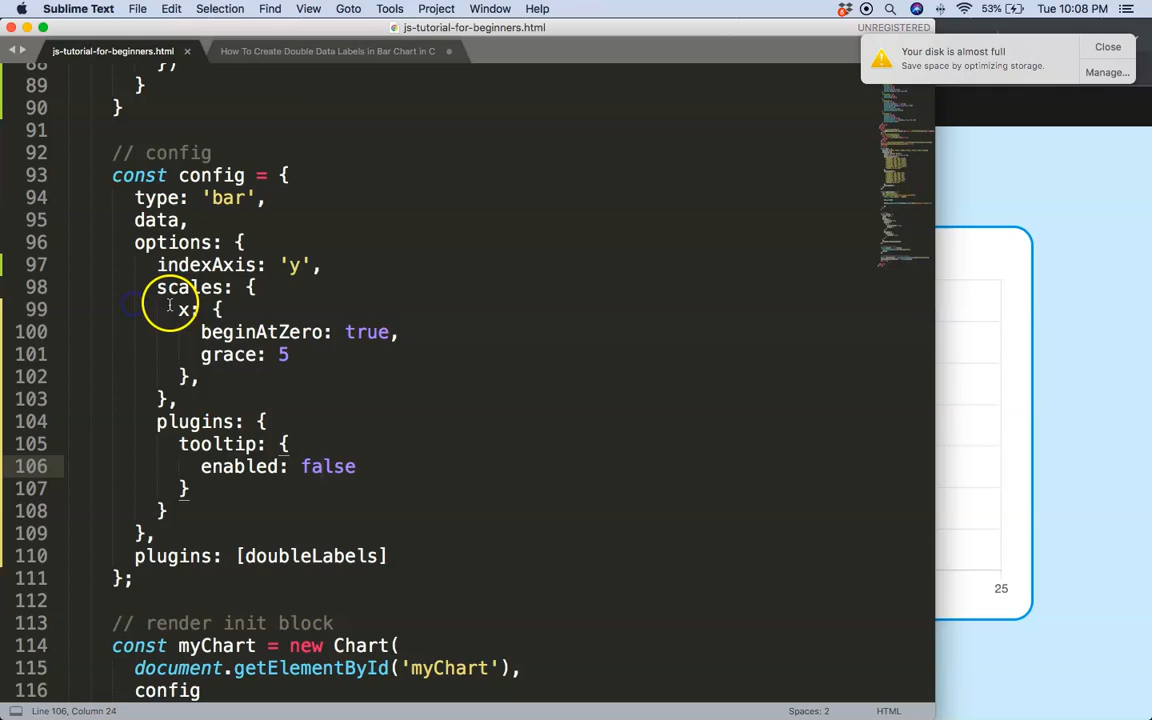 Sublime Text File Edit Selection Find View Goto Tools Project Window Help 53% Tue 10:08 PM
js-tutorial-for-beginners.html
UNREGISTERED
js-tutorial-for-beginners.html × How To Create Double Data Labels in Bar Chart in C
Your disk is almost full
Save space by optimizing storage.
Close
Manage...
88 })
89 }
90 }
91
92 // config
93 const config = {
94 type: 'bar',
95 data,
96 options: {
97 indexAxis: 'y',
98 scales: {
99 x: {
100 beginAtZero: true,
101 grace: 5
102 },
103 },
104 plugins: {
105 tooltip: {
106 enabled: false
107 }
108 }
109 },
110 plugins: [doubleLabels]
111 };
112
113 // render init block
114 const myChart = new Chart(
115 document.getElementById('myChart'),
116 config
25
Line 106, Column 24 Spaces: 2 HTML